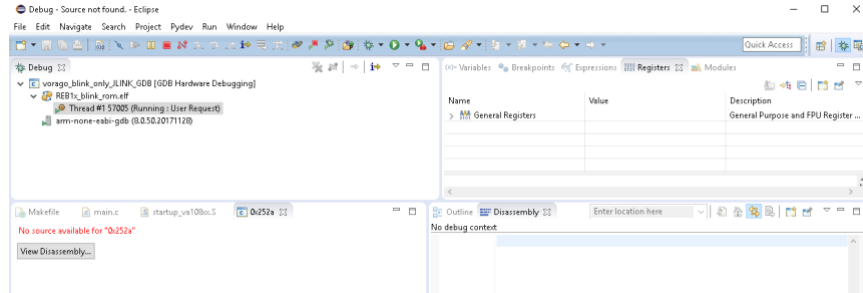 Debug - Source not found. - Eclipse
File Edit Navigate Search Project Pydev Run Window Help
Quick Access
Debug
vorago_blink_only_JLINK_GDB [GDB Hardware Debugging]
REB1x_blink_rom.elf
Thread #1 57005 (Running : User Request)
arm-none-eabi-gdb (8.0.50.20171128)
(x)= Variables Breakpoints Expressions Registers Modules
Name Value Description
General Registers General Purpose and FPU Register ...
Makefile main.c startup_va108xx.S 0x252a
No source available for "0x252a"
View Disassembly...
Outline Disassembly Enter location here
No debug context